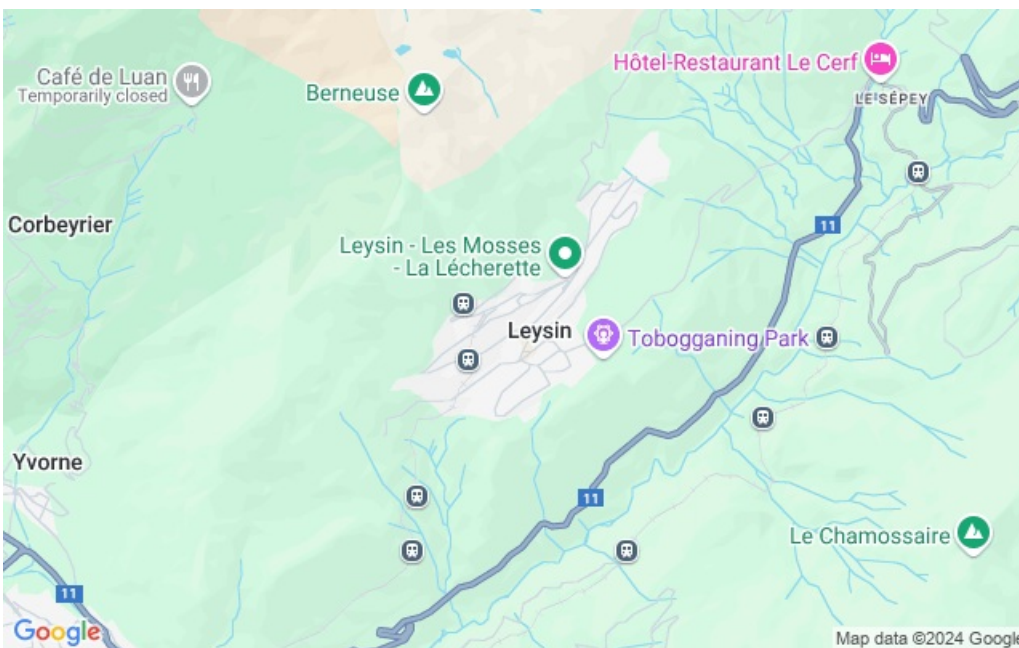 Hôtel-Restaurant Le Cerf
Café de Luan
Temporarily closed
Berneuse
LE SÉPEY
Corbeyrier
11
Leysin - Les Mosses
- La Lécherette
Leysin
Tobogganing Park
Yvorne
11
Le Chamossaire
11
Google
Map data ©2024 Google